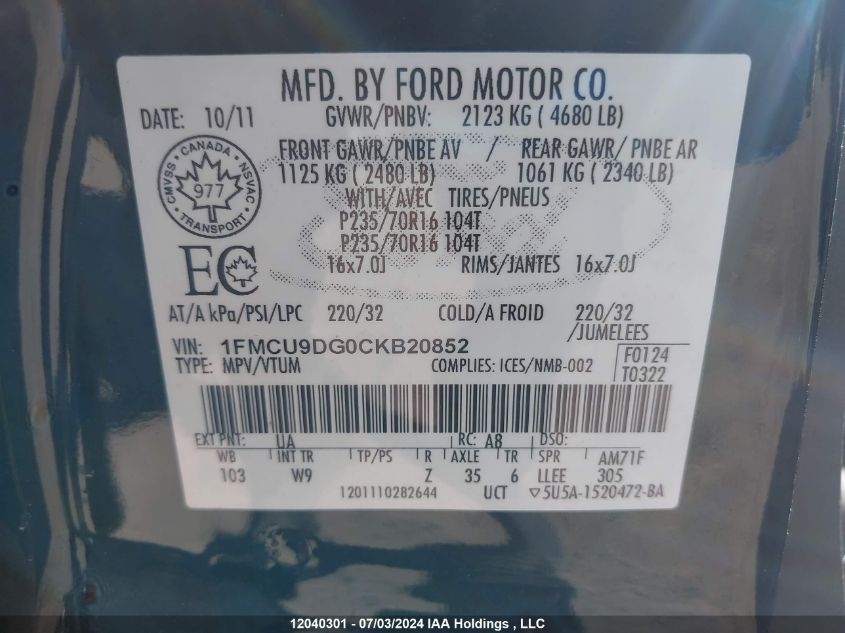 MFD. BY FORD MOTOR CO.
DATE: 10/11 GVWR/PNBV: 2123 KG ( 4680 LB)
FRONT GAWR/PNBE AV / REAR GAWR/ PNBE AR
1125 KG ( 2480 LB) 1061 KG ( 2340 LB)
WITH/AVEC TIRES/PNEUS
P235/70R16 104T
P235/70R16 104T
16x7.0J RIMS/JANTES 16x7.0J
CMVSS CANADA NSVAC
977
TRANSPORT
EC
AT/A kPa/PSI/LPC 220/32 COLD/A FROID 220/32
/JUMELEES
VIN: 1FMCU9DG0CKB20852
TYPE: MPV/VTUM COMPLIES: ICES/NMB-002
F0124
T0322
EXT PNT: UA RC: A8 DSO:
WB INT TR TP/PS R AXLE TR SPR AM71F
103 W9 Z 35 6 LLEE 305
1201110282644 UCT ▽5U5A-1520472-BA
12040301 - 07/03/2024 IAA Holdings , LLC